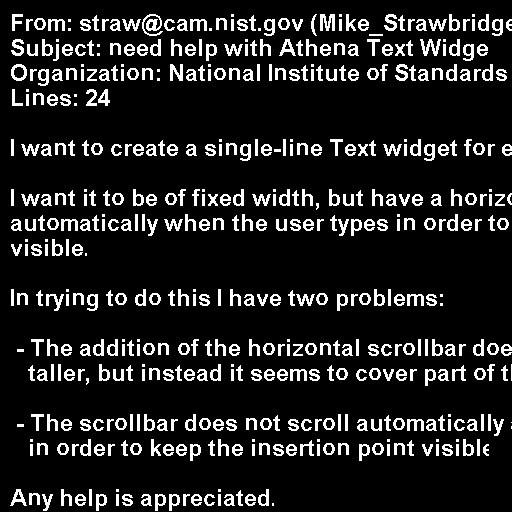 From: straw@cam.nist.gov (Mike_Strawbridge
Subject: need help with Athena Text Widge
Organization: National Institute of Standards
Lines: 24
I want to create a single-line Text widget for e
I want it to be of fixed width, but have a horizo
automatically when the user types in order to
visible.
In trying to do this I have two problems:
- The addition of the horizontal scrollbar doe
taller, but instead it seems to cover part of th
- The scrollbar does not scroll automatically a
in order to keep the insertion point visible
Any help is appreciated.